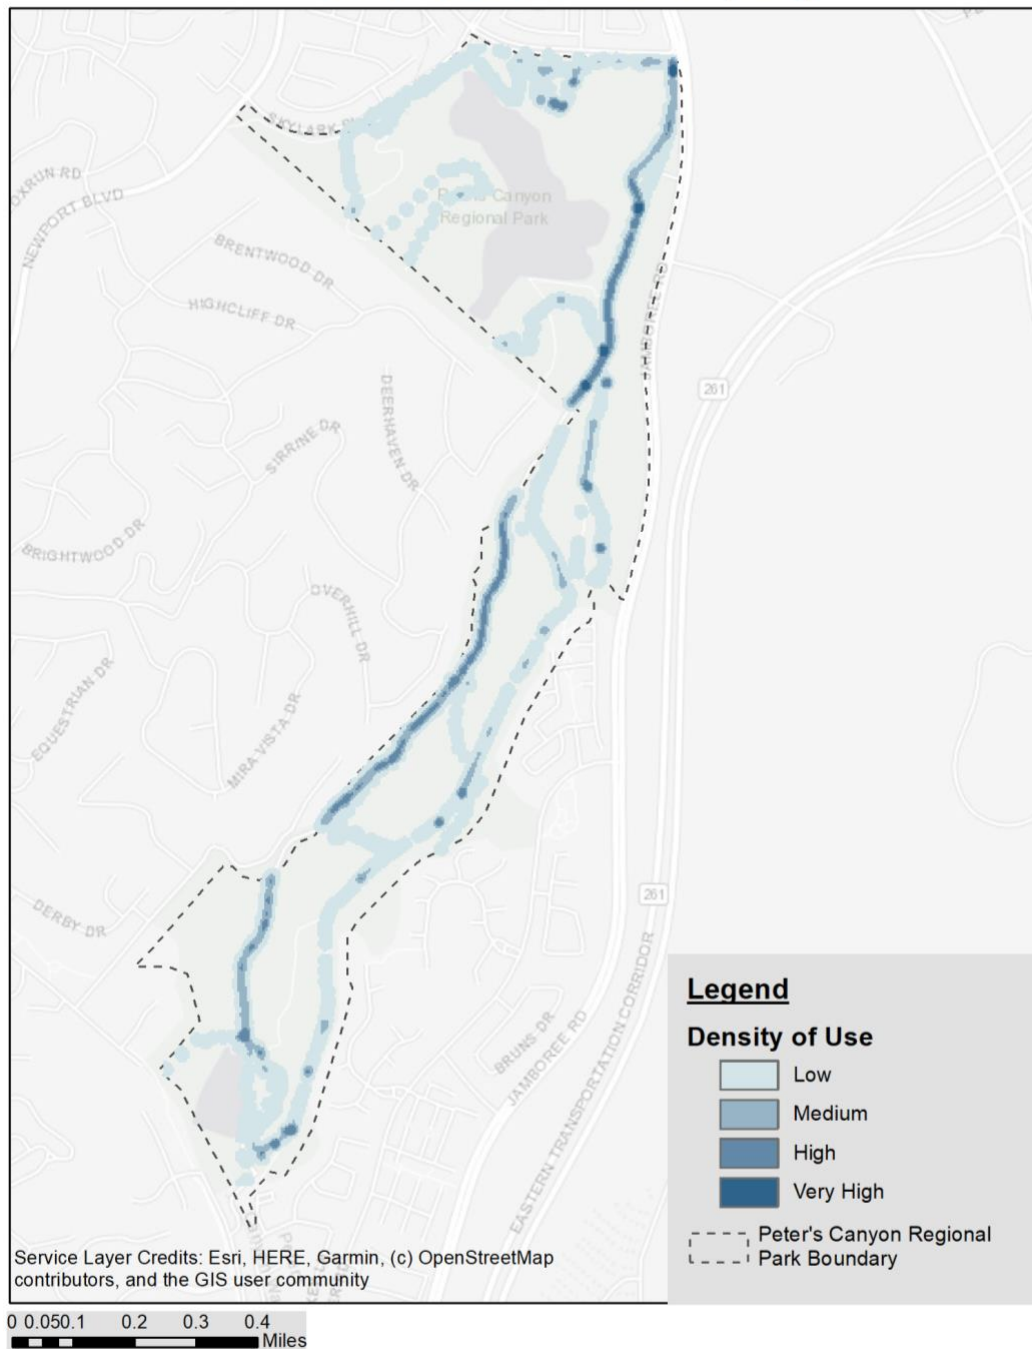 SKYLARK
NEWPORT BLVD
Canyon
Regional Park
BRENTWOOD DR
HIGHCLIFF DR
JAMBOREE RD
261
DEERHAVEN DR
SIRRINE DR
BRIGHTWOOD DR
OVERHILL DR
EQUESTRIAN DR
MIRA VISTA DR
261
DERBY DR
BRUNS DR
JAMBOREE RD
EASTERN TRANSPORTATION CORRIDOR
Legend
Density of Use
Low
Medium
High
Very High
Peter's Canyon Regional
Park Boundary
Service Layer Credits: Esri, HERE, Garmin, (c) OpenStreetMap
contributors, and the GIS user community
0 0.050.1 0.2 0.3 0.4
Miles